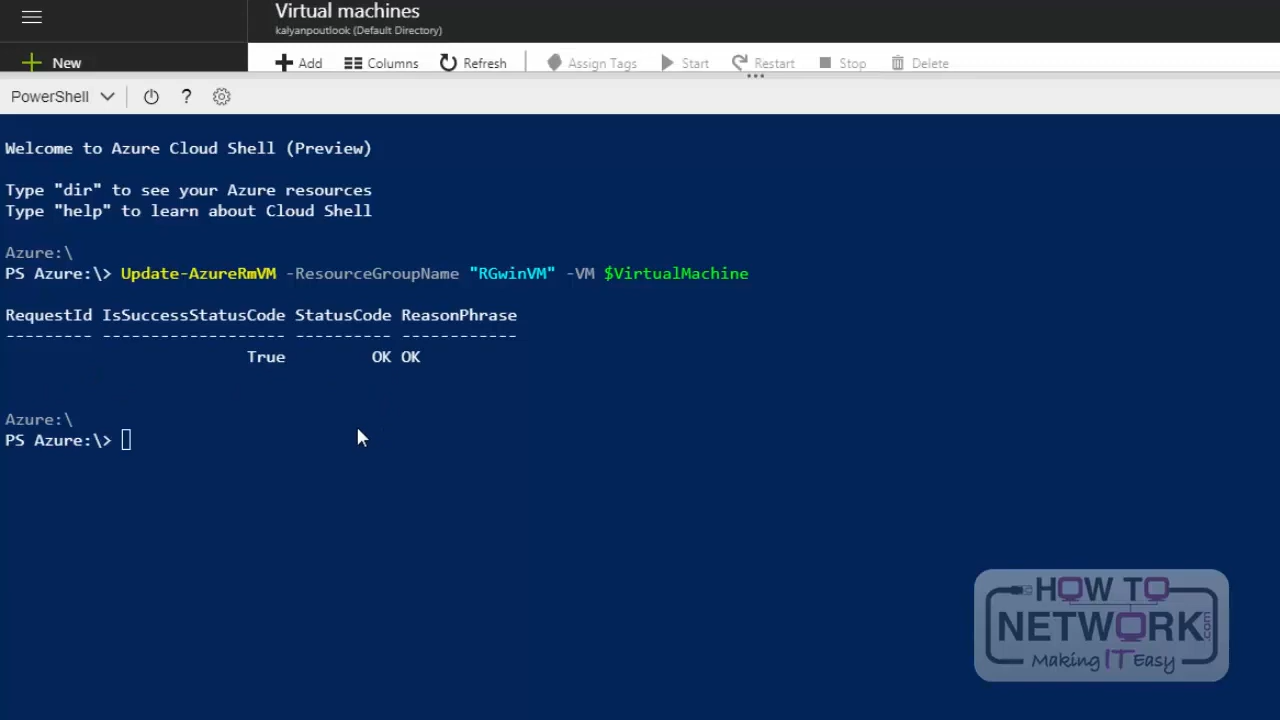 Virtual machines
kalyanpoutlook (Default Directory)
New
Add Columns Refresh Assign Tags Start Restart Stop Delete
PowerShell ?
Welcome to Azure Cloud Shell (Preview)
Type "dir" to see your Azure resources
Type "help" to learn about Cloud Shell
Azure:\
PS Azure:\> Update-AzureRmVM -ResourceGroupName "RGwinVM" -VM $VirtualMachine
RequestId IsSuccessStatusCode StatusCode ReasonPhrase
--------- ------------------- ---------- ------------
True OK OK
Azure:\
PS Azure:\>
HOW TO
NETWORK.com
Making IT Easy